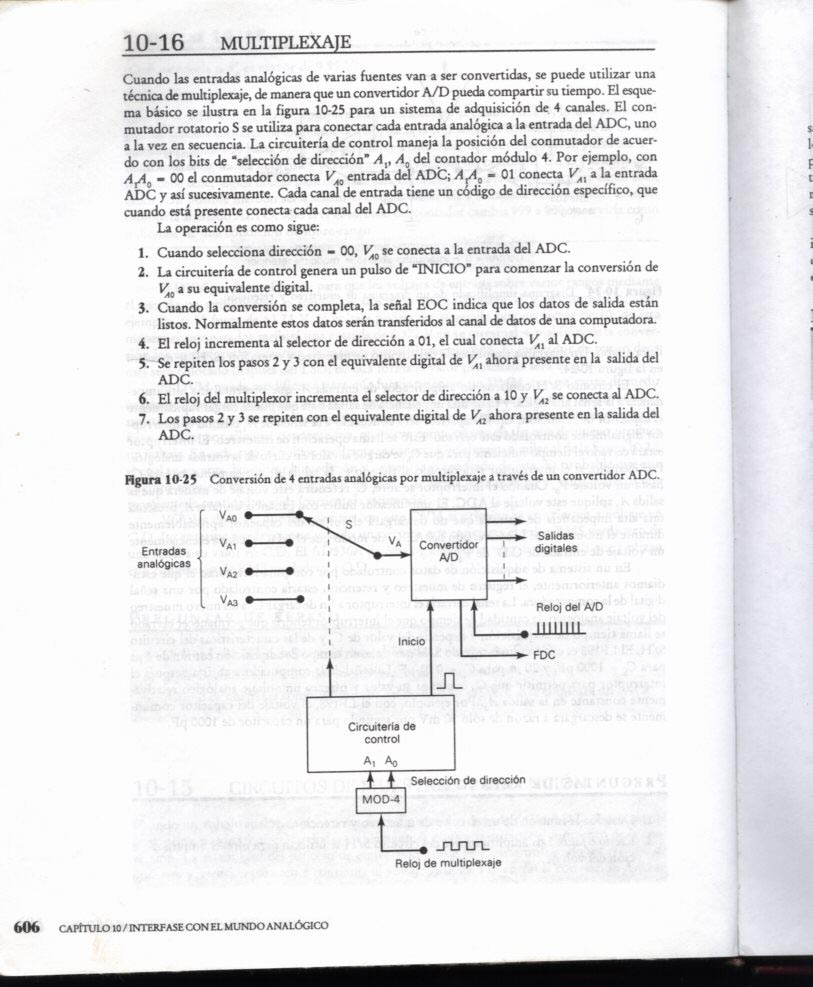 10-16 MULTIPLEXAJE
Cuando las entradas analógicas de varias fuentes van a ser convertidas, se puede utilizar una
técnica de multiplexaje, de manera que un convertidor A/D pueda compartir su tiempo. El esque-
ma básico se ilustra en la figura 10-25 para un sistema de adquisición de 4 canales. El con-
mutador rotatorio S se utiliza para conectar cada entrada analógica a la entrada del ADC, uno
a la vez en secuencia. La circuitería de control maneja la posición del conmutador de acuer-
do con los bits de "selección de dirección" A₁, A₀ del contador módulo 4. Por ejemplo, con
A₁A₀ = 00 el conmutador conecta V_A0 entrada del ADC; A₁A₀ = 01 conecta V_A1 a la entrada
ADC y así sucesivamente. Cada canal de entrada tiene un código de dirección específico, que
cuando está presente conecta cada canal del ADC.
La operación es como sigue:
1. Cuando selecciona dirección = 00, V_A0 se conecta a la entrada del ADC.
2. La circuitería de control genera un pulso de "INICIO" para comenzar la conversión de
V_A0 a su equivalente digital.
3. Cuando la conversión se completa, la señal EOC indica que los datos de salida están
listos. Normalmente estos datos serán transferidos al canal de datos de una computadora.
4. El reloj incrementa al selector de dirección a 01, el cual conecta V_A1 al ADC.
5. Se repiten los pasos 2 y 3 con el equivalente digital de V_A1 ahora presente en la salida del
ADC.
6. El reloj del multiplexor incrementa el selector de dirección a 10 y V_A2 se conecta al ADC.
7. Los pasos 2 y 3 se repiten con el equivalente digital de V_A2 ahora presente en la salida del
ADC.
Figura 10-25 Conversión de 4 entradas analógicas por multiplexaje a través de un convertidor ADC.
Entradas
analógicas
V_A0
V_A1
V_A2
V_A3
S
V_A
Convertidor
A/D
Salidas
digitales
Reloj del A/D
FDC
Inicio
Circuitería de
control
A₁ A₀
Selección de dirección
MOD-4
Reloj de multiplexaje
606 CAPÍTULO 10 / INTERFASE CON EL MUNDO ANALÓGICO